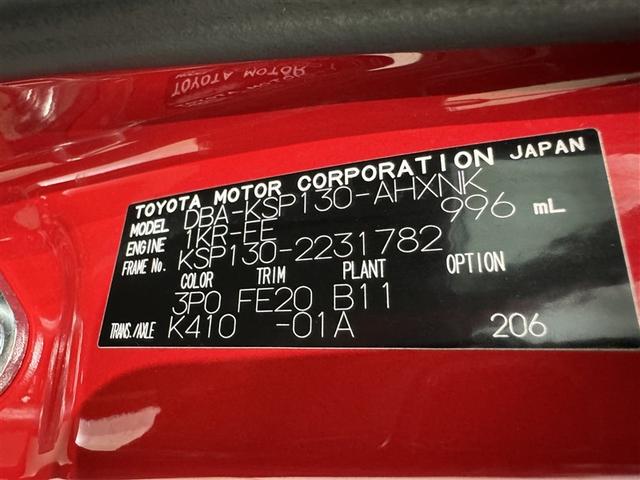 TOYOTA MOTOR CORPORATION JAPAN
MODEL DBA-KSP130-AHXNK
ENGINE 1KR-FE 996 mL
FRAME No. KSP130-2231782
COLOR TRIM PLANT OPTION
3P0 FE20 B11
TRANS./AXLE K410 -01A 206